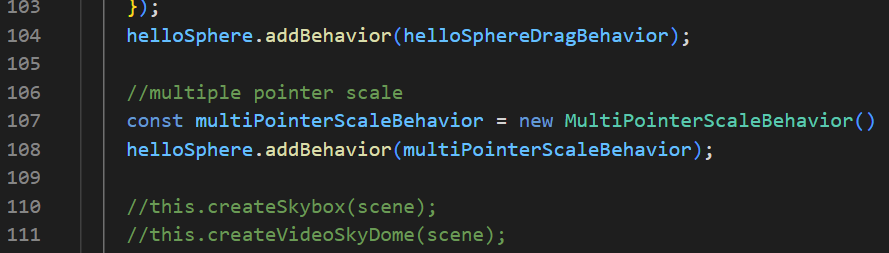 103 });
104 helloSphere.addBehavior(helloSphereDragBehavior);
105
106 //multiple pointer scale
107 const multiPointerScaleBehavior = new MultiPointerScaleBehavior()
108 helloSphere.addBehavior(multiPointerScaleBehavior);
109
110 //this.createSkybox(scene);
111 //this.createVideoSkyDome(scene);